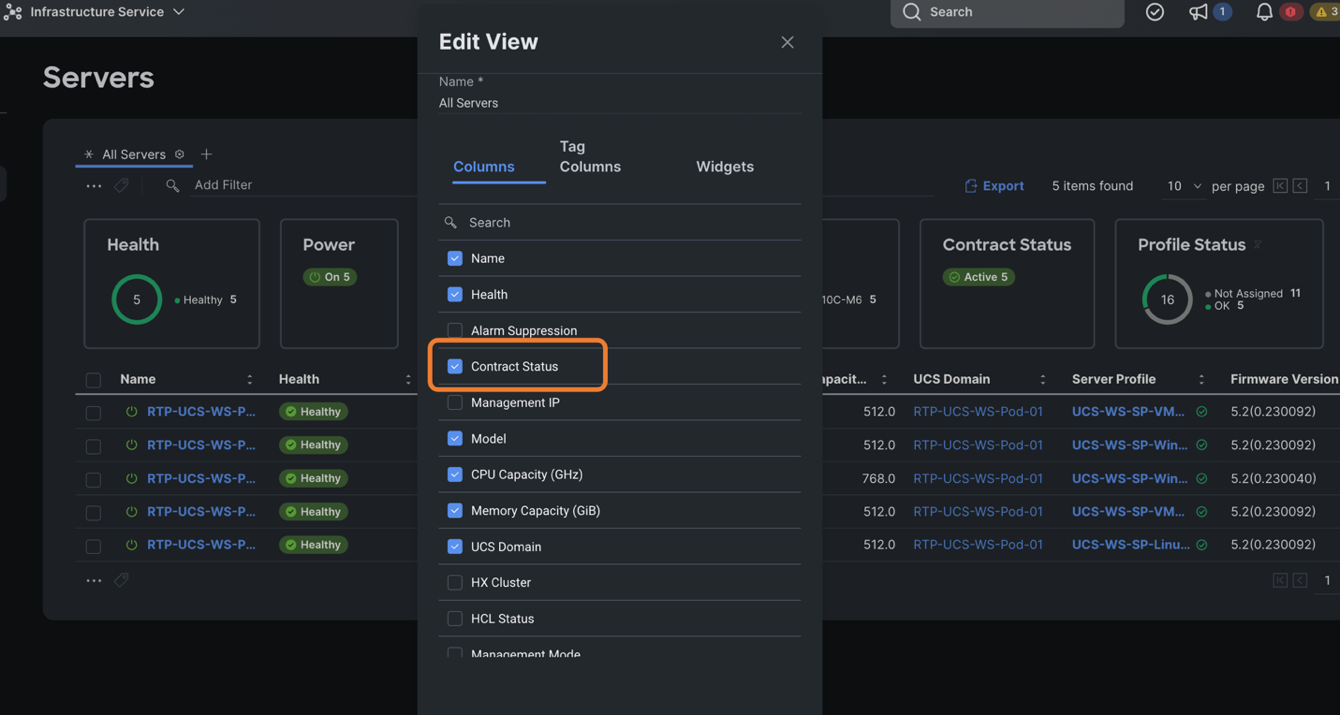 Infrastructure Service
Search
1
3
Servers
All Servers
Add Filter
Export
5 items found
10
per page
1
Health
5
Healthy 5
Power
On 5
10C-M6 5
Contract Status
Active 5
Profile Status
16
Not Assigned 11
OK 5
Name
Health
UCS Domain
Server Profile
Firmware Version
RTP-UCS-WS-P...
Healthy
512.0
RTP-UCS-WS-Pod-01
UCS-WS-SP-VM...
5.2(0.230092)
RTP-UCS-WS-P...
Healthy
512.0
RTP-UCS-WS-Pod-01
UCS-WS-SP-Win...
5.2(0.230092)
RTP-UCS-WS-P...
Healthy
768.0
RTP-UCS-WS-Pod-01
UCS-WS-SP-Win...
5.2(0.230040)
RTP-UCS-WS-P...
Healthy
512.0
RTP-UCS-WS-Pod-01
UCS-WS-SP-VM...
5.2(0.230092)
RTP-UCS-WS-P...
Healthy
512.0
RTP-UCS-WS-Pod-01
UCS-WS-SP-Linu...
5.2(0.230092)
1
Edit View
Name *
All Servers
Columns
Tag
Columns
Widgets
Search
Name
Health
Alarm Suppression
Contract Status
Management IP
Model
CPU Capacity (GHz)
Memory Capacity (GiB)
UCS Domain
HX Cluster
HCL Status
Management Mode